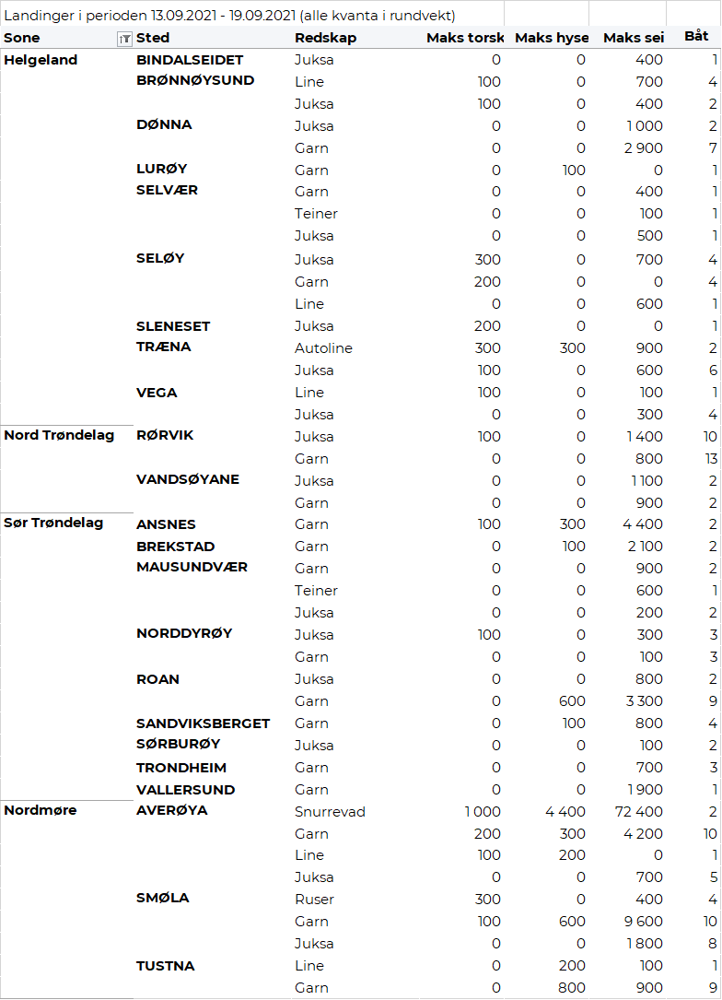 Landinger i perioden 13.09.2021 - 19.09.2021 (alle kvanta i rundvekt)
Sone Sted Redskap Maks torsk Maks hyse Maks sei Båt
Helgeland BINDALSEIDET Juksa 0 0 400 1
BRØNNØYSUND Line 100 0 700 4
Juksa 100 0 400 2
DØNNA Juksa 0 0 1 000 2
Garn 0 0 2 900 7
LURØY Garn 0 100 0 1
SELVÆR Garn 0 0 400 1
Teiner 0 0 100 1
Juksa 0 0 500 1
SELØY Juksa 300 0 700 4
Garn 200 0 0 4
Line 0 0 600 1
SLENESET Juksa 200 0 0 1
TRÆNA Autoline 300 300 900 2
Juksa 100 0 600 6
VEGA Line 100 0 100 1
Juksa 0 0 300 4
Nord Trøndelag RØRVIK Juksa 100 0 1 400 10
Garn 0 0 800 13
VANDSØYANE Juksa 0 0 1 100 2
Garn 0 0 900 2
Sør Trøndelag ANSNES Garn 100 300 4 400 2
BREKSTAD Garn 0 100 2 100 2
MAUSUNDVÆR Garn 0 0 900 2
Teiner 0 0 600 1
Juksa 0 0 200 2
NORDDYRØY Juksa 100 0 300 3
Garn 0 0 100 3
ROAN Juksa 0 0 800 2
Garn 0 600 3 300 9
SANDVIKSBERGET Garn 0 100 800 4
SØRBURØY Juksa 0 0 100 2
TRONDHEIM Garn 0 0 700 3
VALLERSUND Garn 0 0 1 900 1
Nordmøre AVERØYA Snurrevad 1 000 4 400 72 400 2
Garn 200 300 4 200 10
Line 100 200 0 1
Juksa 0 0 700 5
SMØLA Ruser 300 0 400 4
Garn 100 600 9 600 10
Juksa 0 0 1 800 8
TUSTNA Line 0 200 100 1
Garn 0 800 900 9